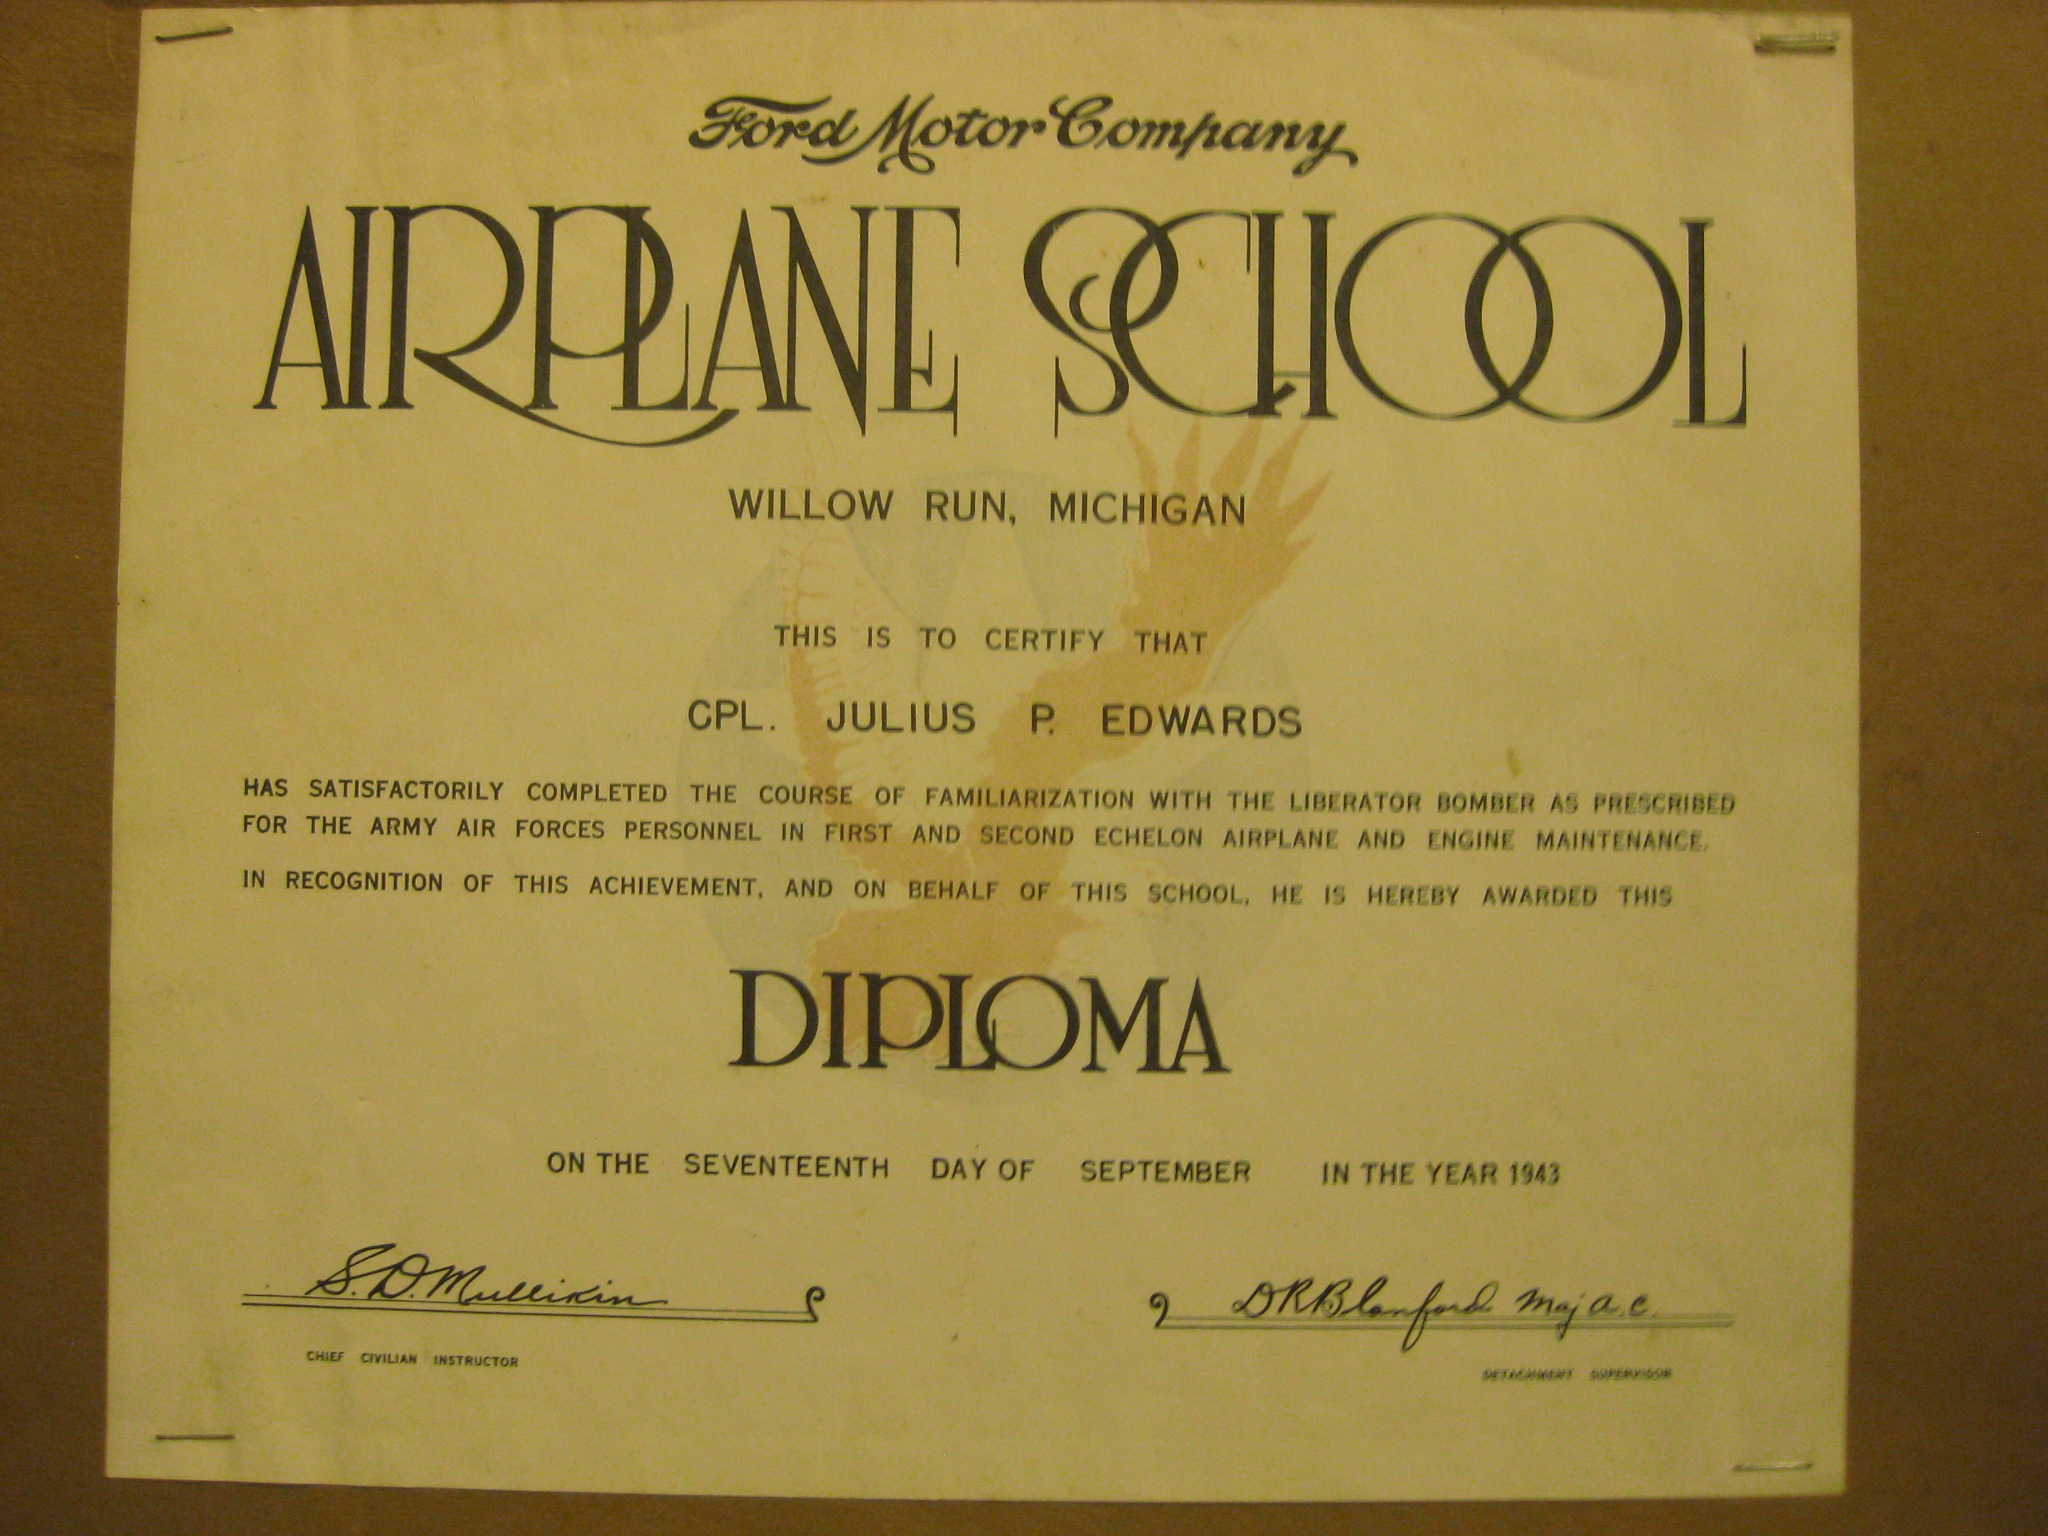 Ford Motor Company
AIRPLANE SCHOOL
WILLOW RUN, MICHIGAN
THIS IS TO CERTIFY THAT
CPL. JULIUS P. EDWARDS
HAS SATISFACTORILY COMPLETED THE COURSE OF FAMILIARIZATION WITH THE LIBERATOR BOMBER AS PRESCRIBED
FOR THE ARMY AIR FORCES PERSONNEL IN FIRST AND SECOND ECHELON AIRPLANE AND ENGINE MAINTENANCE.
IN RECOGNITION OF THIS ACHIEVEMENT, AND ON BEHALF OF THIS SCHOOL, HE IS HEREBY AWARDED THIS
DIPLOMA
ON THE SEVENTEENTH DAY OF SEPTEMBER IN THE YEAR 1943
S. D. Mullikin
DRBlanford Maj A.C.
CHIEF CIVILIAN INSTRUCTOR
DETACHMENT SUPERVISOR